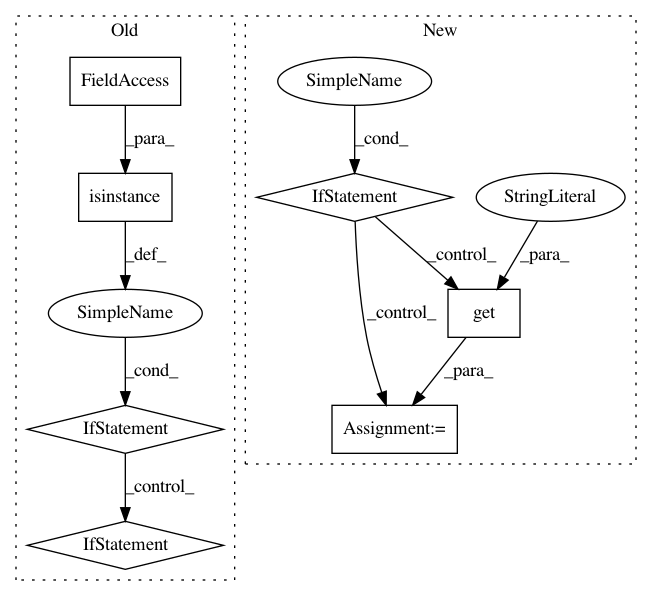 Old
New
FieldAccess
SimpleName
_para_
_cond_
isinstance
IfStatement
StringLiteral
_def_
_control_
_para_
SimpleName
_control_
get
_cond_
_para_
IfStatement
Assignment:=
_control_
IfStatement